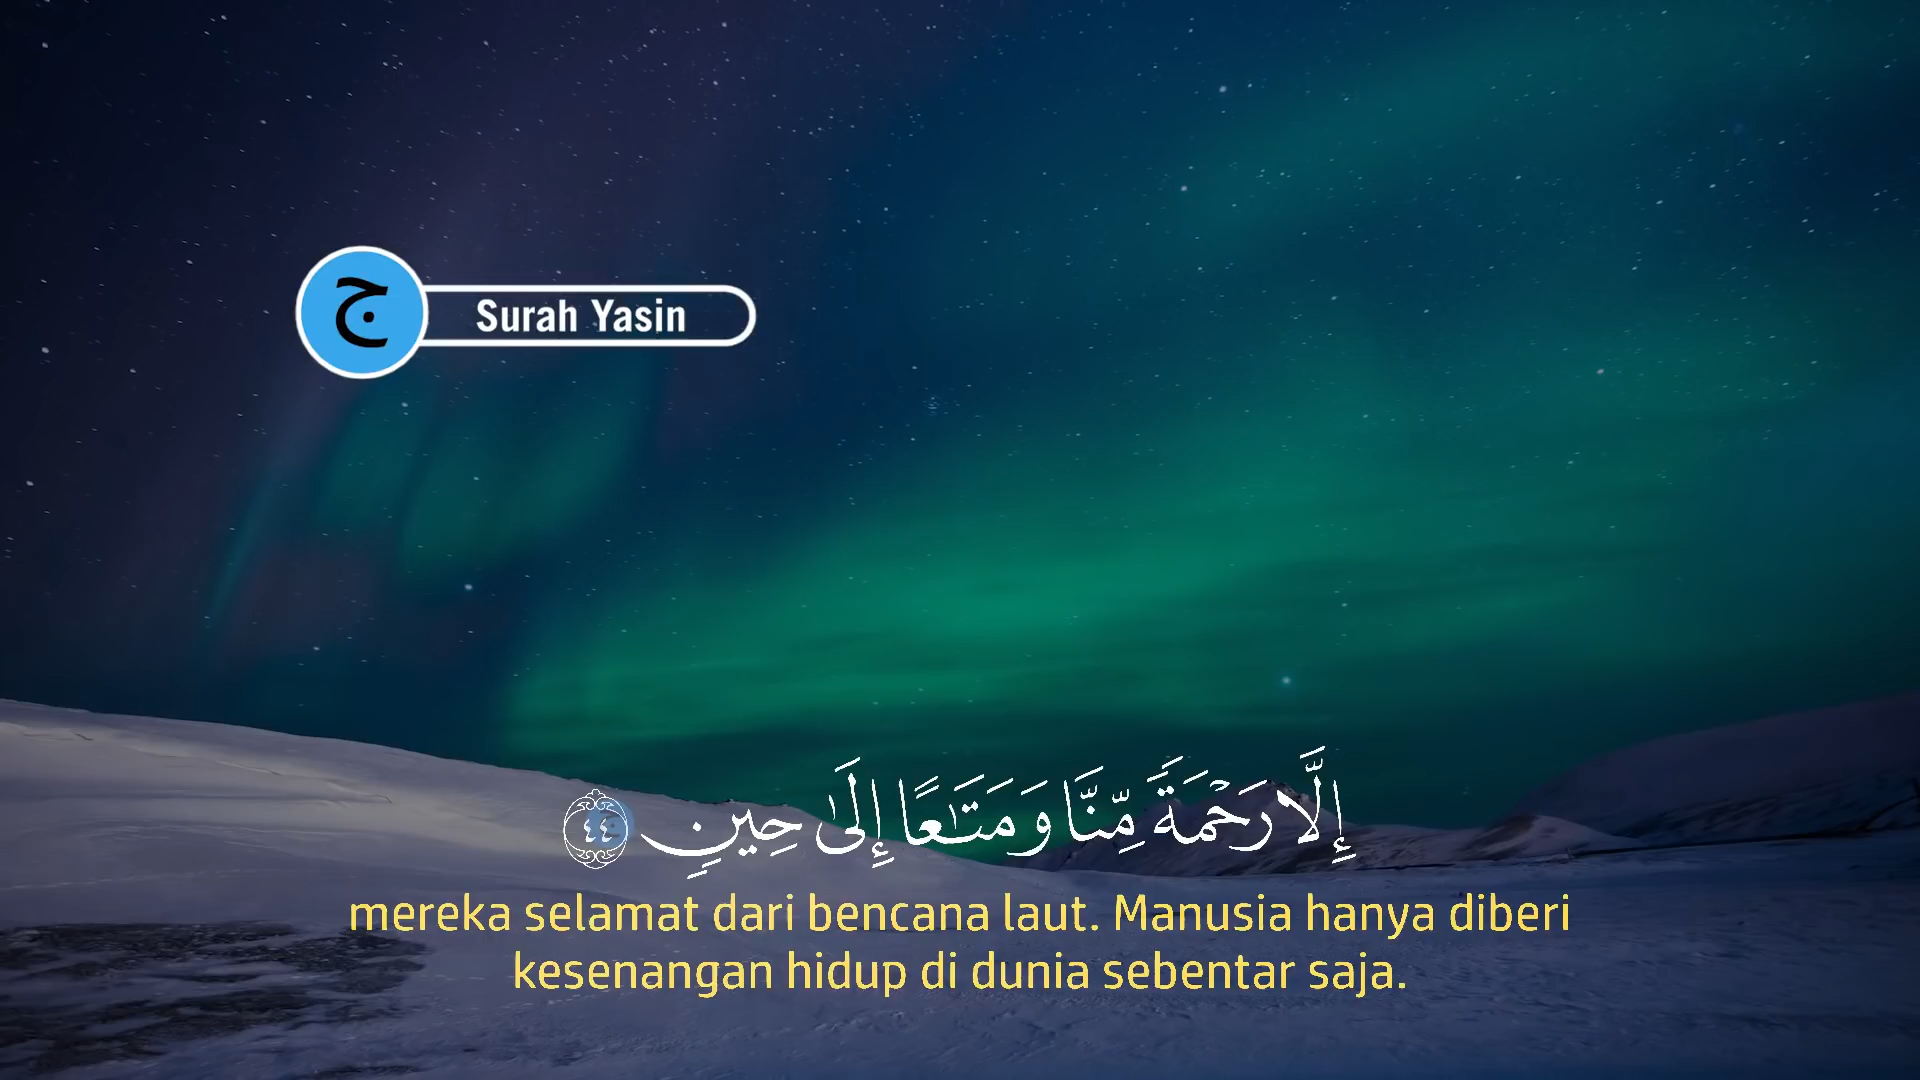 ج
Surah Yasin
إِلَّا رَحْمَةً مِّنَّا وَمَتَٰعًا إِلَىٰ حِينٍ ٤٤
mereka selamat dari bencana laut. Manusia hanya diberi
kesenangan hidup di dunia sebentar saja.